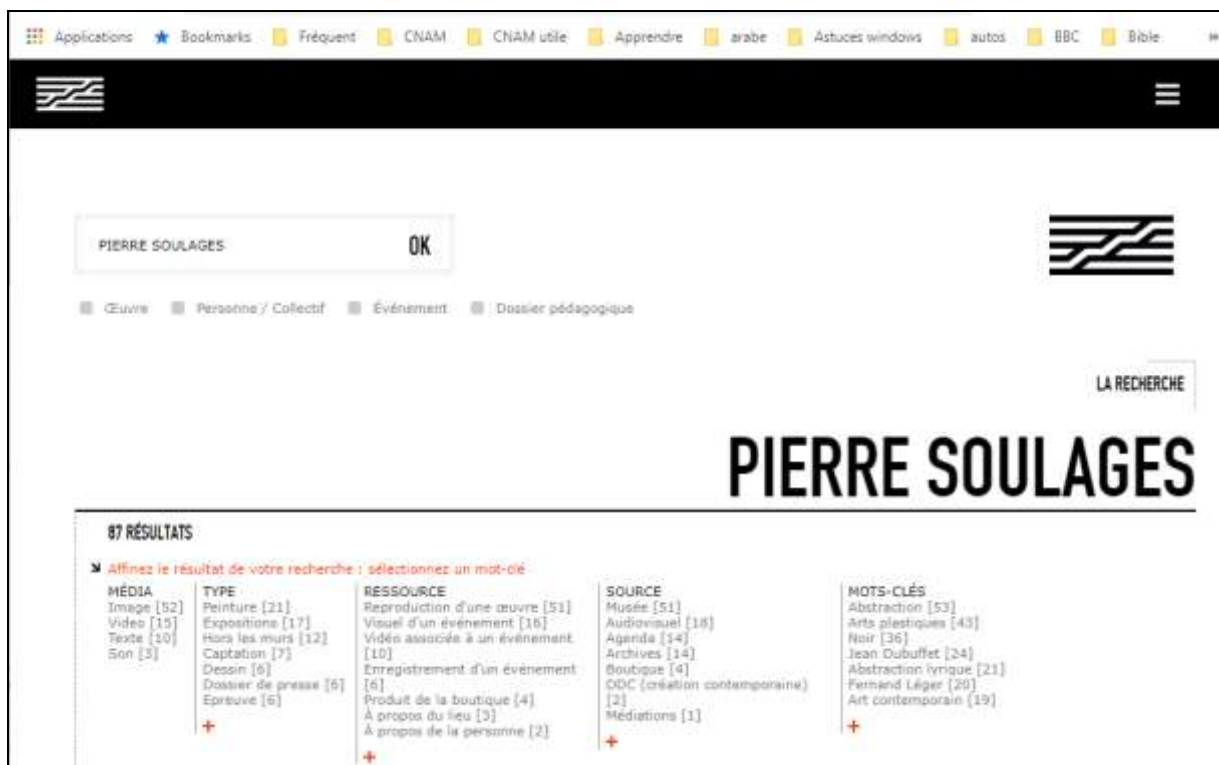 Applications Bookmarks Fréquent CNAM CNAM utile Apprendre arabe Astuces windows autos BBC Bible »
PIERRE SOULAGES OK
Œuvre Personne / Collectif Événement Dossier pédagogique
LA RECHERCHE
PIERRE SOULAGES
87 RÉSULTATS
Affinez le résultat de votre recherche : sélectionnez un mot-clé
MÉDIA
Image [52]
Video [15]
Texte [10]
Son [3]
TYPE
Peinture [21]
Expositions [17]
Hors les murs [12]
Captation [7]
Dessin [6]
Dossier de presse [6]
Epreuve [6]
+
RESSOURCE
Reproduction d'une œuvre [51]
Visuel d'un événement [16]
Vidéo associée à un événement
[10]
Enregistrement d'un événement
[6]
Produit de la boutique [4]
À propos du lieu [3]
À propos de la personne [2]
+
SOURCE
Musée [51]
Audiovisuel [18]
Agenda [14]
Archives [14]
Boutique [4]
DDC (création contemporaine)
[2]
Médiations [1]
+
MOTS-CLÉS
Abstraction [53]
Arts plastiques [43]
Noir [36]
Jean Dubuffet [24]
Abstraction lyrique [21]
Fernand Léger [20]
Art contemporain [19]
+